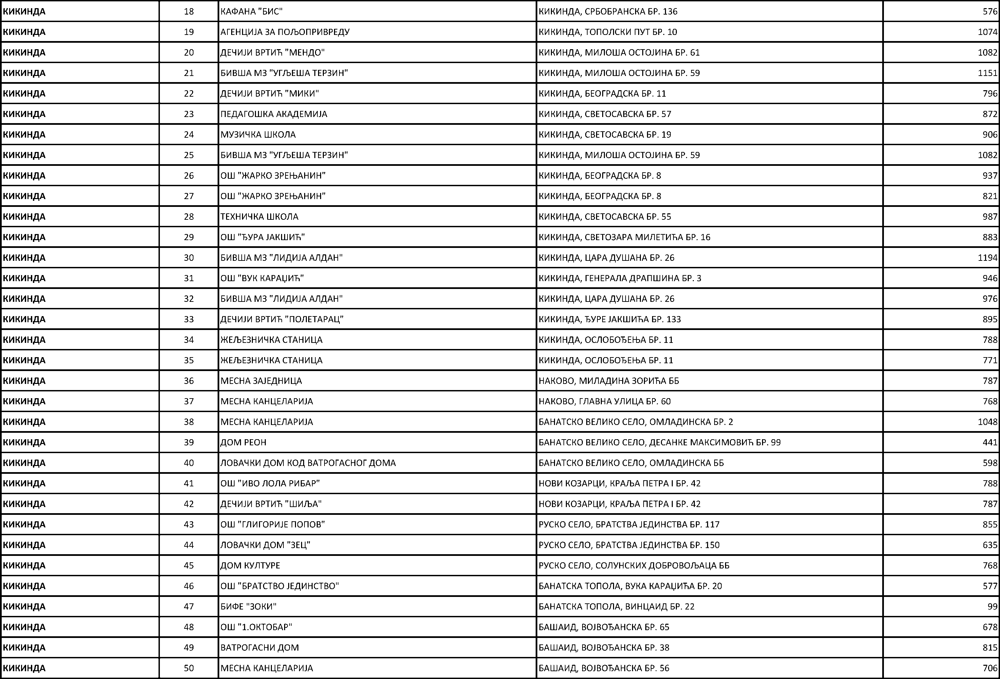 КИКИНДА 18 КАФАНА "БИС" КИКИНДА, СРБОБРАНСКА БР. 136 576
КИКИНДА 19 АГЕНЦИЈА ЗА ПОЉОПРИВРЕДУ КИКИНДА, ТОПОЛСКИ ПУТ БР. 10 1074
КИКИНДА 20 ДЕЧИЈИ ВРТИЋ "МЕНДО" КИКИНДА, МИЛОША ОСТОЈИНА БР. 61 1082
КИКИНДА 21 БИВША МЗ "УГЉЕША ТЕРЗИН" КИКИНДА, МИЛОША ОСТОЈИНА БР. 59 1151
КИКИНДА 22 ДЕЧИЈИ ВРТИЋ "МИКИ" КИКИНДА, БЕОГРАДСКА БР. 11 796
КИКИНДА 23 ПЕДАГОШКА АКАДЕМИЈА КИКИНДА, СВЕТОСАВСКА БР. 57 872
КИКИНДА 24 МУЗИЧКА ШКОЛА КИКИНДА, СВЕТОСАВСКА БР. 19 906
КИКИНДА 25 БИВША МЗ "УГЉЕША ТЕРЗИН" КИКИНДА, МИЛОША ОСТОЈИНА БР. 59 1082
КИКИНДА 26 ОШ "ЖАРКО ЗРЕЊАНИН" КИКИНДА, БЕОГРАДСКА БР. 8 937
КИКИНДА 27 ОШ "ЖАРКО ЗРЕЊАНИН" КИКИНДА, БЕОГРАДСКА БР. 8 821
КИКИНДА 28 ТЕХНИЧКА ШКОЛА КИКИНДА, СВЕТОСАВСКА БР. 55 987
КИКИНДА 29 ОШ "ЂУРА ЈАКШИЋ" КИКИНДА, СВЕТОЗАРА МИЛЕТИЋА БР. 16 883
КИКИНДА 30 БИВША МЗ "ЛИДИЈА АЛДАН" КИКИНДА, ЦАРА ДУШАНА БР. 26 1194
КИКИНДА 31 ОШ "ВУК КАРАЏИЋ" КИКИНДА, ГЕНЕРАЛА ДРАПШИНА БР. 3 946
КИКИНДА 32 БИВША МЗ "ЛИДИЈА АЛДАН" КИКИНДА, ЦАРА ДУШАНА БР. 26 976
КИКИНДА 33 ДЕЧИЈИ ВРТИЋ "ПОЛЕТАРАЦ" КИКИНДА, ЂУРЕ ЈАКШИЋА БР. 133 895
КИКИНДА 34 ЖЕЉЕЗНИЧКА СТАНИЦА КИКИНДА, ОСЛОБОЂЕЊА БР. 11 788
КИКИНДА 35 ЖЕЉЕЗНИЧКА СТАНИЦА КИКИНДА, ОСЛОБОЂЕЊА БР. 11 771
КИКИНДА 36 МЕСНА ЗАЈЕДНИЦА НАКОВО, МИЛАДИНА ЗОРИЋА ББ 787
КИКИНДА 37 МЕСНА КАНЦЕЛАРИЈА НАКОВО, ГЛАВНА УЛИЦА БР. 60 768
КИКИНДА 38 МЕСНА КАНЦЕЛАРИЈА БАНАТСКО ВЕЛИКО СЕЛО, ОМЛАДИНСКА БР. 2 1048
КИКИНДА 39 ДОМ РЕОН БАНАТСКО ВЕЛИКО СЕЛО, ДЕСАНКЕ МАКСИМОВИЋ БР. 99 441
КИКИНДА 40 ЛОВАЧКИ ДОМ КОД ВАТРОГАСНОГ ДОМА БАНАТСКО ВЕЛИКО СЕЛО, ОМЛАДИНСКА ББ 598
КИКИНДА 41 ОШ "ИВО ЛОЛА РИБАР" НОВИ КОЗАРЦИ, КРАЉА ПЕТРА I БР. 42 788
КИКИНДА 42 ДЕЧИЈИ ВРТИЋ "ШИЉА" НОВИ КОЗАРЦИ, КРАЉА ПЕТРА I БР. 42 787
КИКИНДА 43 ОШ "ГЛИГОРИЈЕ ПОПОВ" РУСКО СЕЛО, БРАТСТВА ЈЕДИНСТВА БР. 117 855
КИКИНДА 44 ЛОВАЧКИ ДОМ "ЗЕЦ" РУСКО СЕЛО, БРАТСТВА ЈЕДИНСТВА БР. 150 635
КИКИНДА 45 ДОМ КУЛТУРЕ РУСКО СЕЛО, СОЛУНСКИХ ДОБРОВОЉАЦА ББ 768
КИКИНДА 46 ОШ "БРАТСТВО ЈЕДИНСТВО" БАНАТСКА ТОПОЛА, ВУКА КАРАЏИЋА БР. 20 577
КИКИНДА 47 БИФЕ "ЗОКИ" БАНАТСКА ТОПОЛА, ВИНЦАИД БР. 22 99
КИКИНДА 48 ОШ "1.ОКТОБАР" БАШАИД, ВОЈВОЂАНСКА БР. 65 678
КИКИНДА 49 ВАТРОГАСНИ ДОМ БАШАИД, ВОЈВОЂАНСКА БР. 38 815
КИКИНДА 50 МЕСНА КАНЦЕЛАРИЈА БАШАИД, ВОЈВОЂАНСКА БР. 56 706